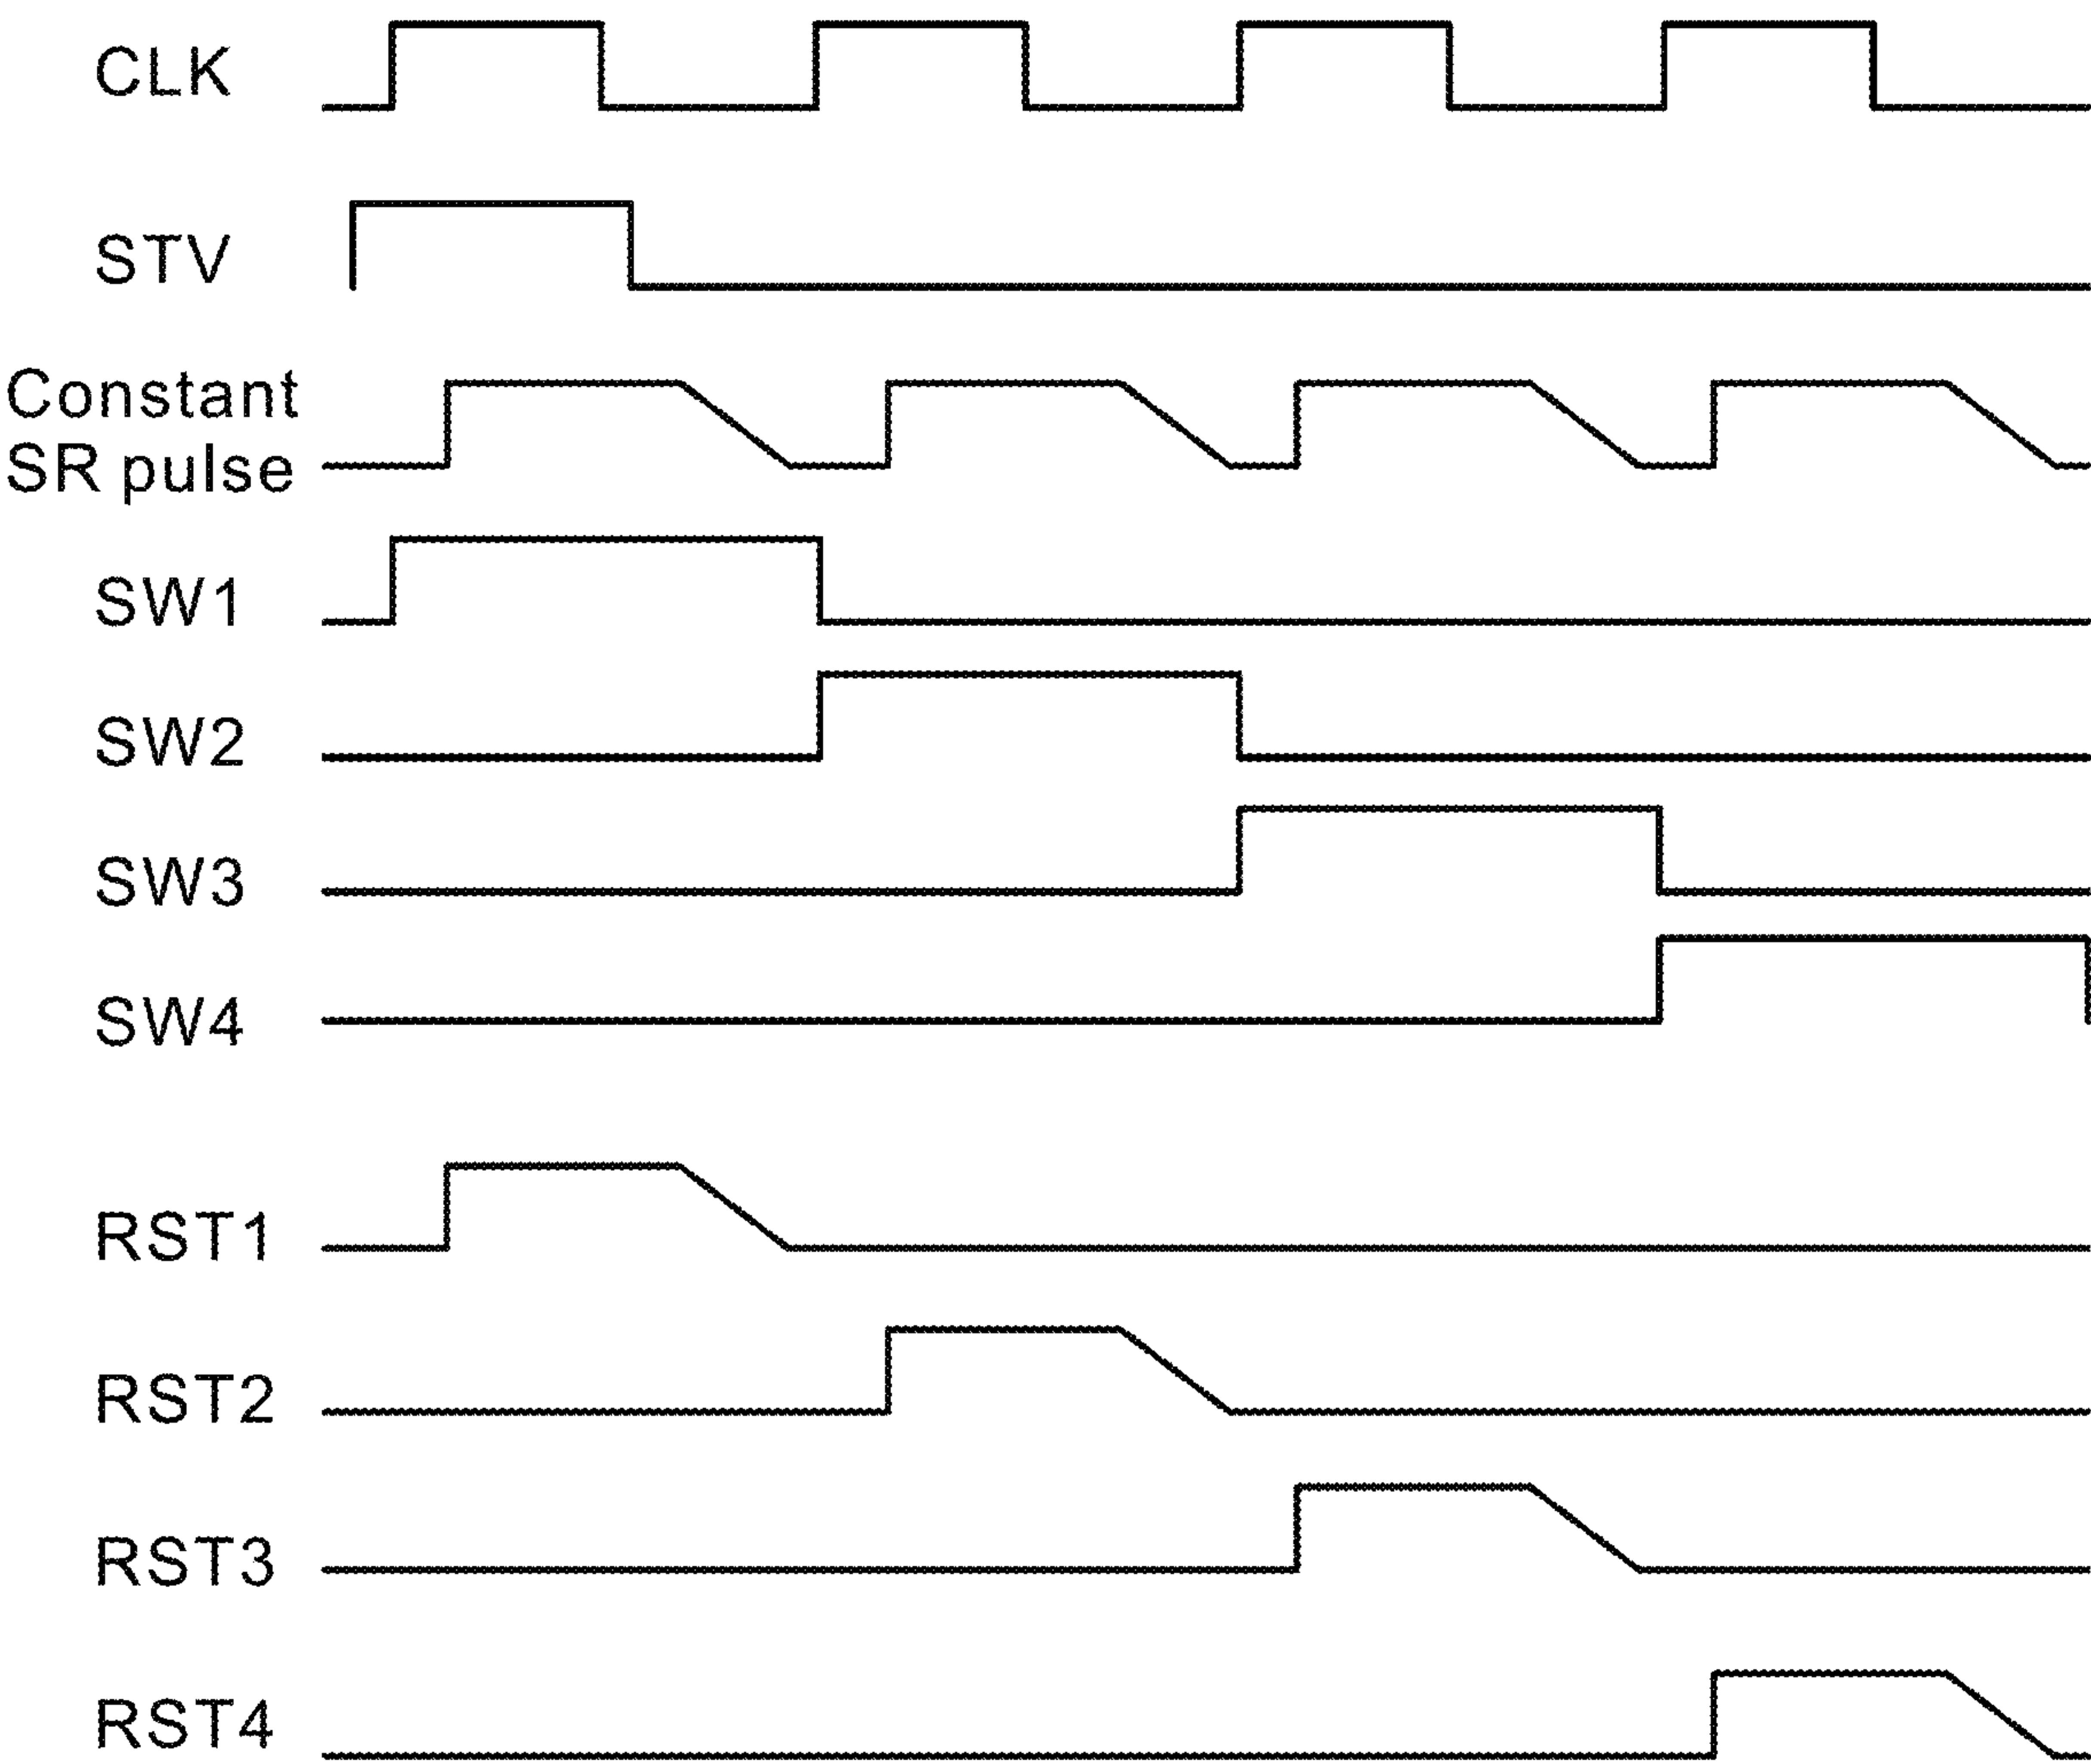 CLK
STV
Constant
SR pulse
SW1
SW2
SW3
SW4
RST1
RST2
RST3
RST4